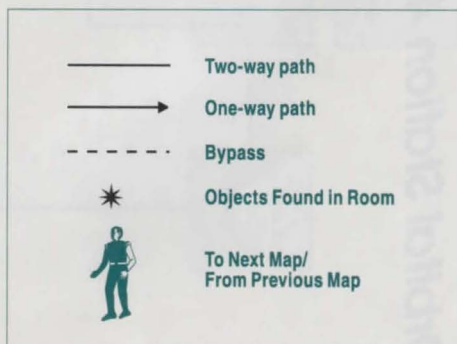 Two-way path
One-way path
Bypass
Objects Found in Room
To Next Map/
From Previous Map